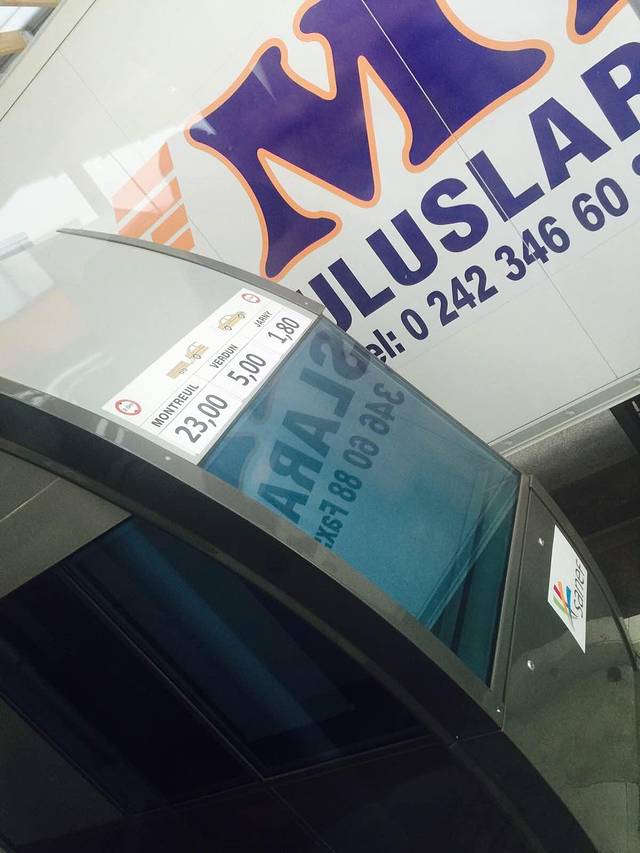 M
ULUSLAR
el: 0 242 346 60
MONTREUIL VERDUN JARNY
23,00 5,00 1,80
SLARA
346 60 88 Fax:
sanef